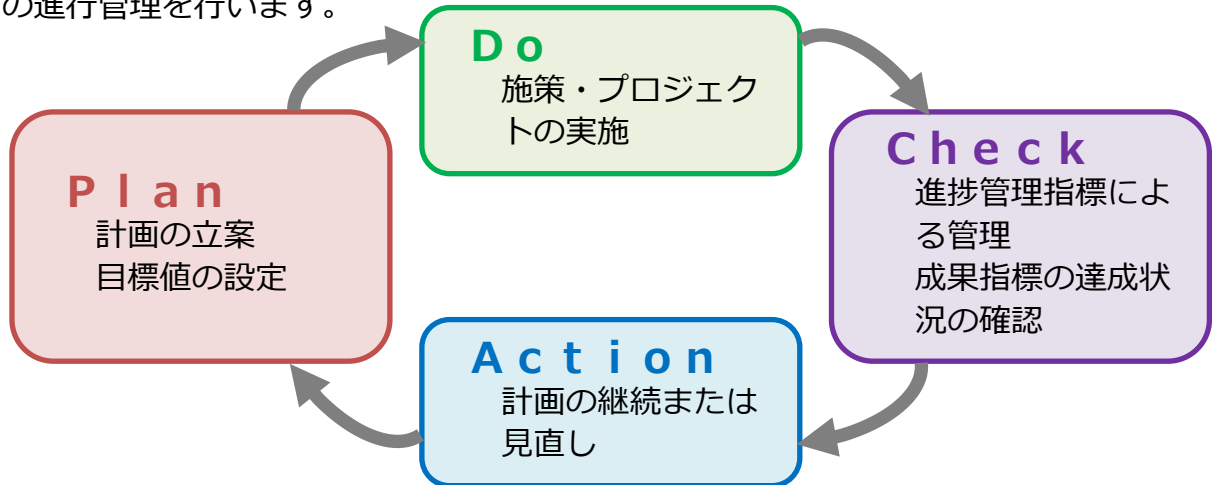 の進行管理を行います。
Ｄｏ
施策・プロジェク
トの実施
Ｐｌａｎ
計画の立案
目標値の設定
Ｃｈｅｃｋ
進捗管理指標によ
る管理
成果指標の達成状
況の確認
Ａｃｔｉｏｎ
計画の継続または
見直し